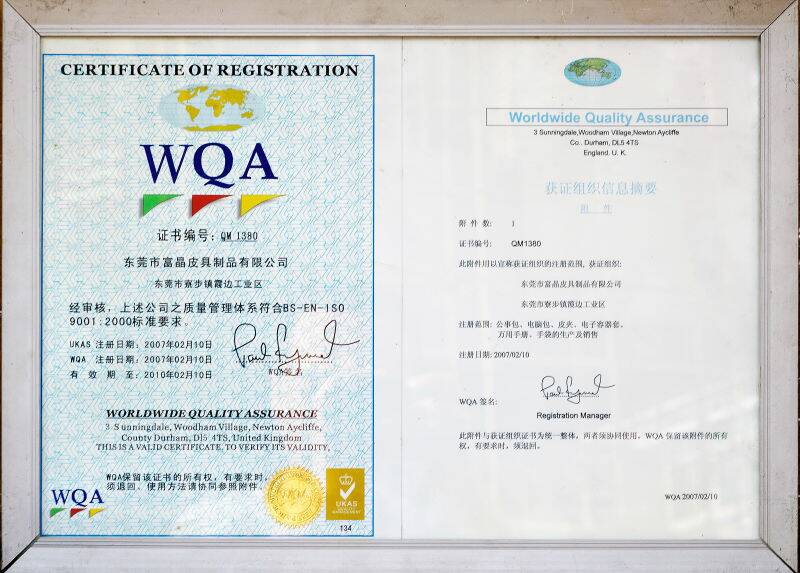 CERTIFICATE OF REGISTRATION
WQA
证书编号: QM 1380
东莞市富晶皮具制品有限公司
东莞市寮步镇霞边工业区
经审核,上述公司之质量管理体系符合BS-EN-ISO
9001:2000标准要求。
UKAS 注册日期: 2007年02月10日
WQA 注册日期: 2007年02月10日
有 效 期 至: 2010年02月10日
WQA签名
WORLDWIDE QUALITY ASSURANCE
3 Sunningdale, Woodham Village, Newton Aycliffe,
County Durham, Dl5 4TS, United Kingdom
THIS IS A VALID CERTIFICATE. TO VERIFY ITS VALIDITY,
WQA保留该证书的所有权, 有要求时,
须退回。使用方法请协同参照附件。
WQA
WQA
UKAS
QUALITY
MANAGEMENT
134
Worldwide Quality Assurance
3 Sunningdale,Woodham Village,Newton Aycliffe
Co. Durham, DL5 4TS
England. U. K.
获证组织信息摘要
附 件
附 件 数: 1
证书编号: QM1380
此附件用以宣称获证组织的注册范围, 获证组织:
东莞市富晶皮具制品有限公司
东莞市寮步镇霞边工业区
注册范围: 公事包、电脑包、皮夹、电子容器套、
万用手册、手袋的生产及销售
注册日期: 2007/02/10
WQA 签名:
Registration Manager
此附件与获证组织证书为统一整体, 两者须协同使用。WQA 保留该附件的所有
权, 有要求时, 须退回。
WQA 2007/02/10